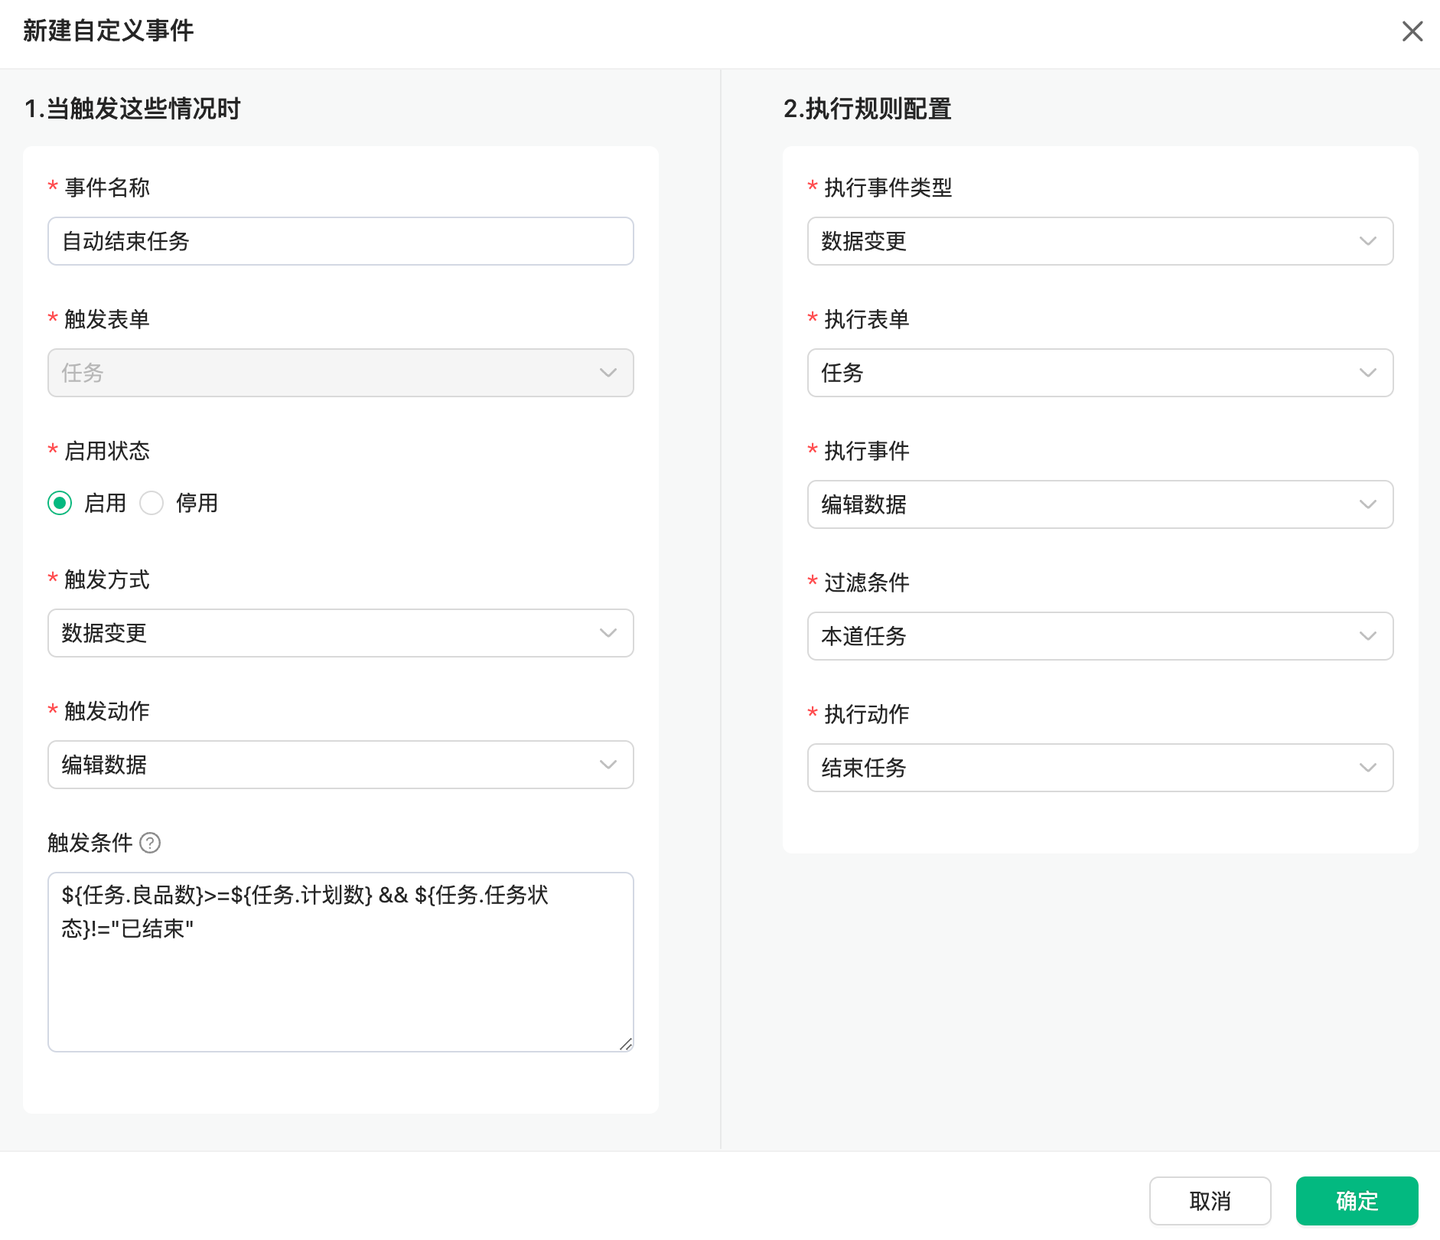 新建自定义事件
1.当触发这些情况时
* 事件名称
自动结束任务
* 触发表单
任务
* 启用状态
启用 停用
* 触发方式
数据变更
* 触发动作
编辑数据
触发条件 ?
${任务.良品数}>=${任务.计划数} && ${任务.任务状
态}!="已结束"
2.执行规则配置
* 执行事件类型
数据变更
* 执行表单
任务
* 执行事件
编辑数据
* 过滤条件
本道任务
* 执行动作
结束任务
取消 确定